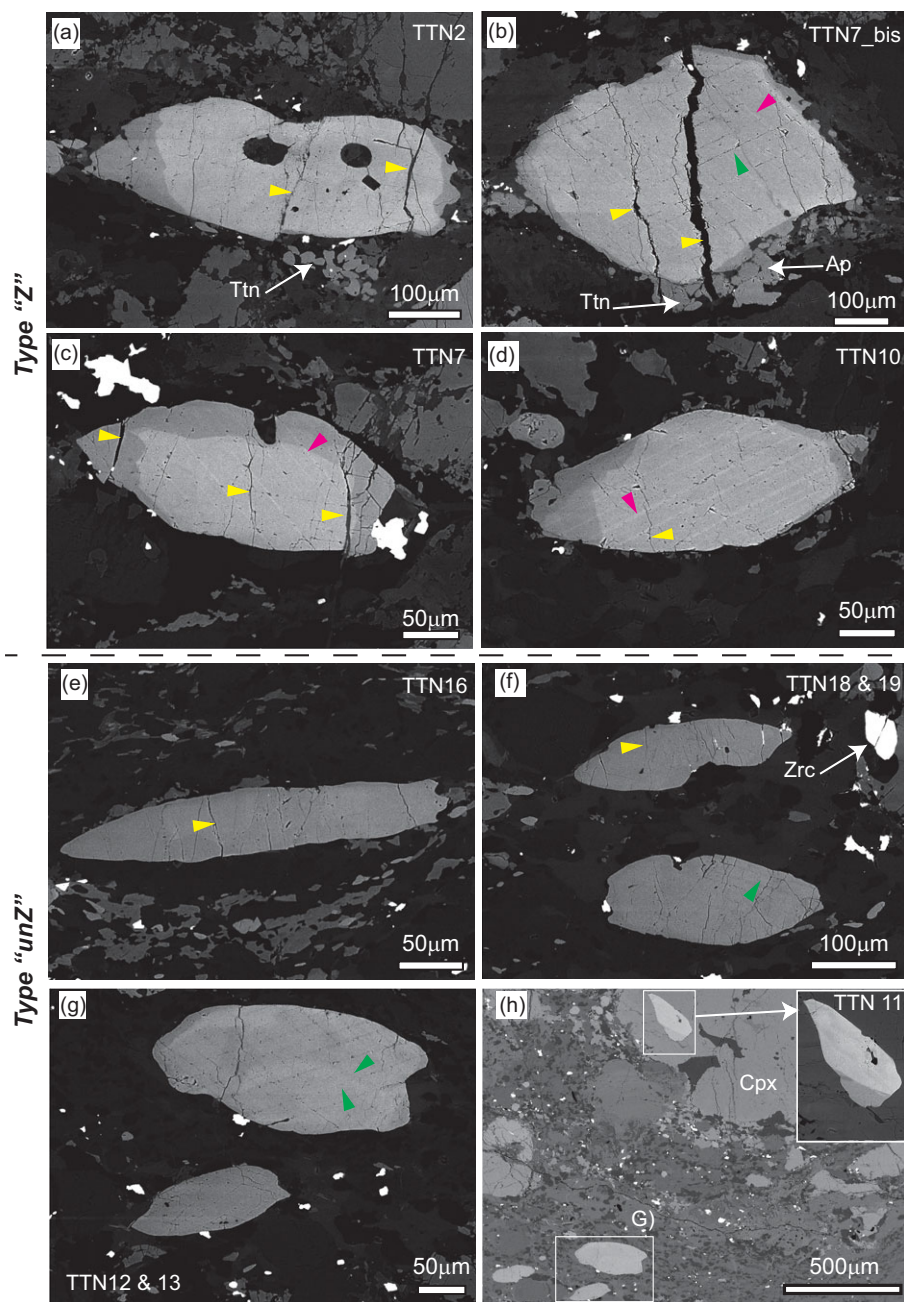 (a)
TTN2
Ttn
100μm
(b)
TTN7_bis
Ap
Ttn
100μm
Type "Z"
(c)
TTN7
50μm
(d)
TTN10
50μm
(e)
TTN16
50μm
(f)
TTN18 & 19
Zrc
100μm
Type "unZ"
(g)
TTN12 & 13
50μm
(h)
TTN 11
Cpx
G)
500μm